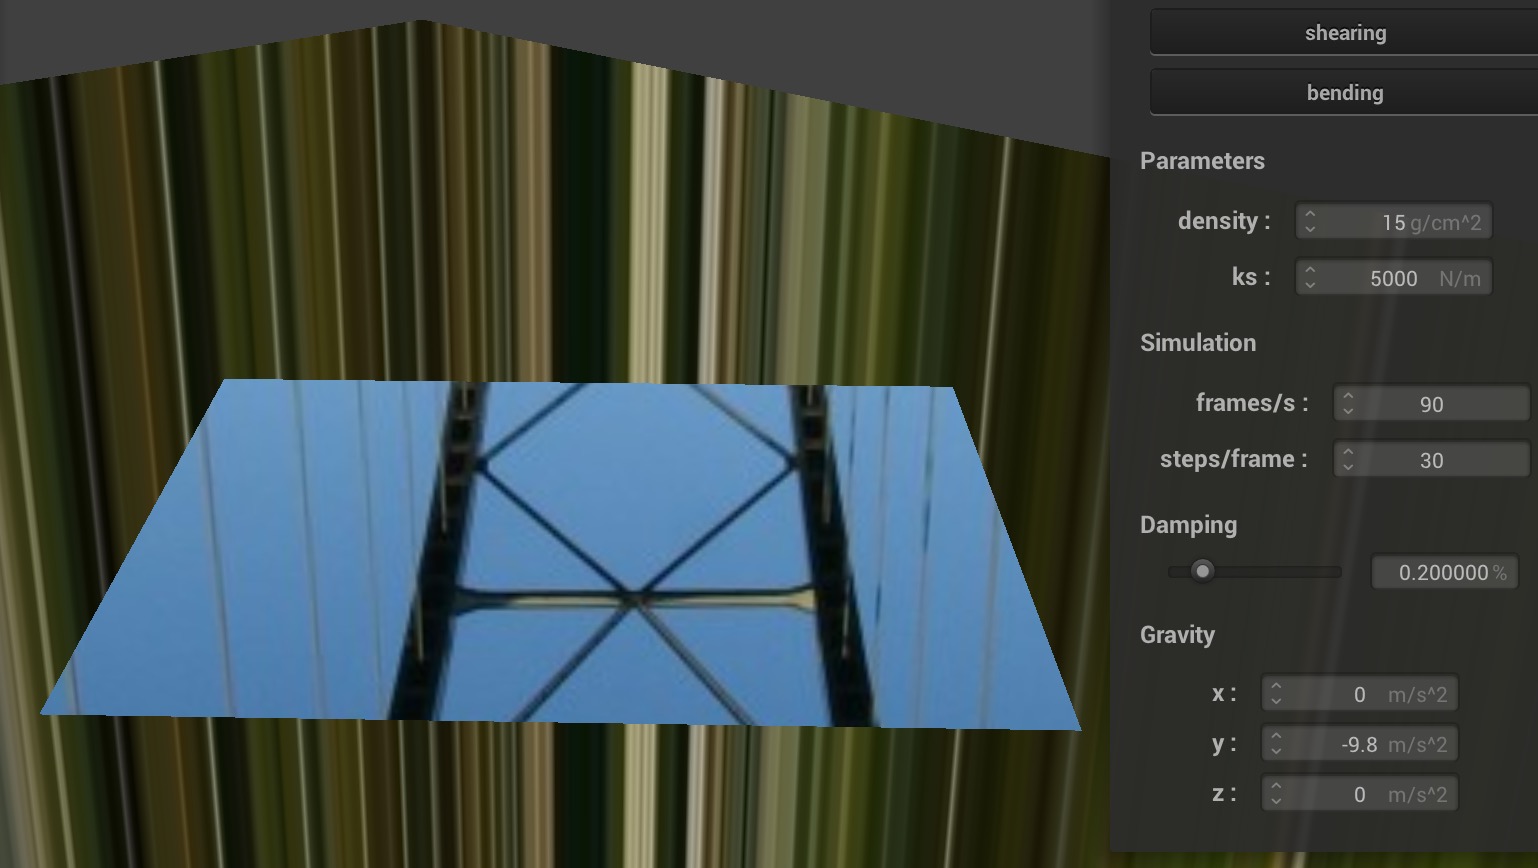 shearing
bending
Parameters
density : 15 g/cm^2
ks : 5000 N/m
Simulation
frames/s : 90
steps/frame : 30
Damping
0.200000 %
Gravity
x : 0 m/s^2
y : -9.8 m/s^2
z : 0 m/s^2